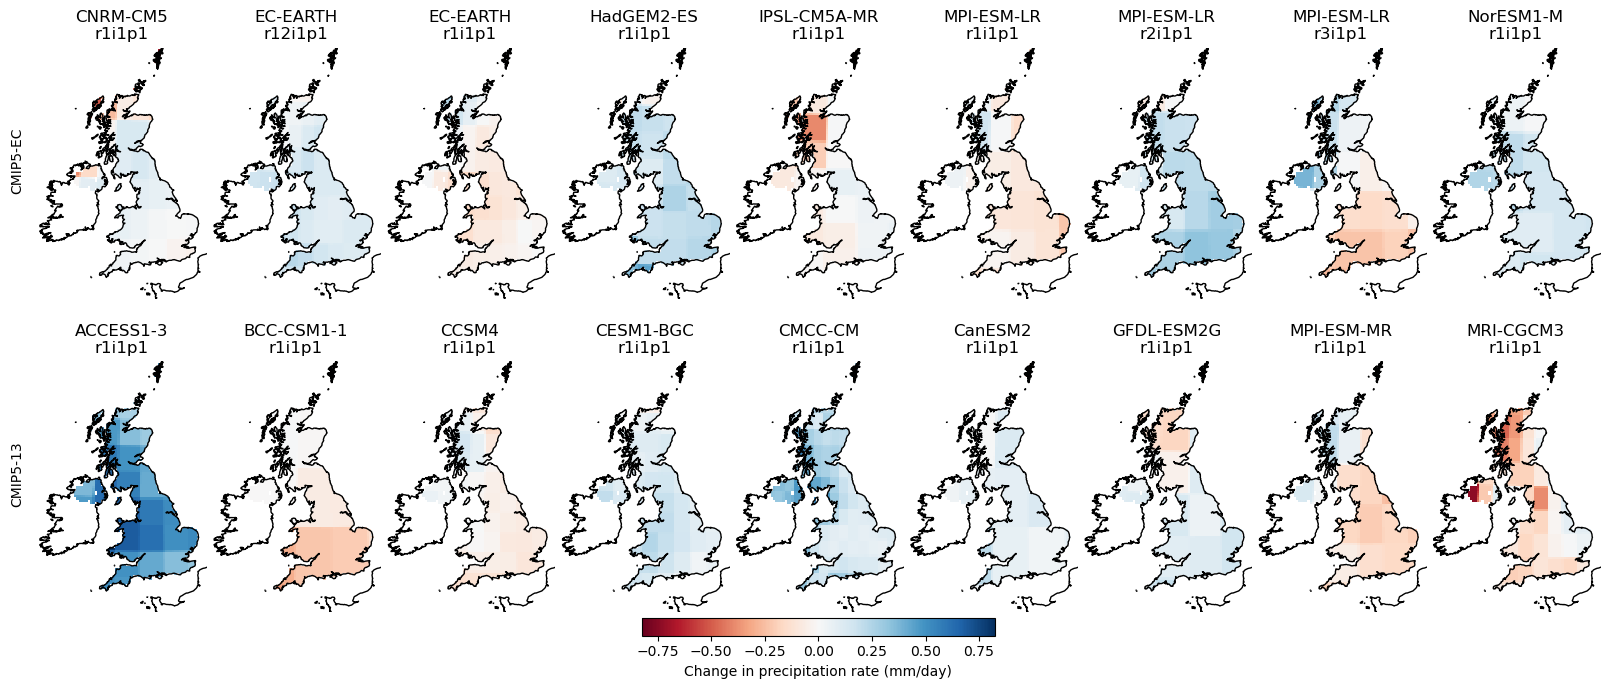 CNRM-CM5
r1i1p1
EC-EARTH
r12i1p1
EC-EARTH
r1i1p1
HadGEM2-ES
r1i1p1
IPSL-CM5A-MR
r1i1p1
MPI-ESM-LR
r1i1p1
MPI-ESM-LR
r2i1p1
MPI-ESM-LR
r3i1p1
NorESM1-M
r1i1p1
CMIP5-EC
ACCESS1-3
r1i1p1
BCC-CSM1-1
r1i1p1
CCSM4
r1i1p1
CESM1-BGC
r1i1p1
CMCC-CM
r1i1p1
CanESM2
r1i1p1
GFDL-ESM2G
r1i1p1
MPI-ESM-MR
r1i1p1
MRI-CGCM3
r1i1p1
CMIP5-13
−0.75 −0.50 −0.25 0.00 0.25 0.50 0.75
Change in precipitation rate (mm/day)